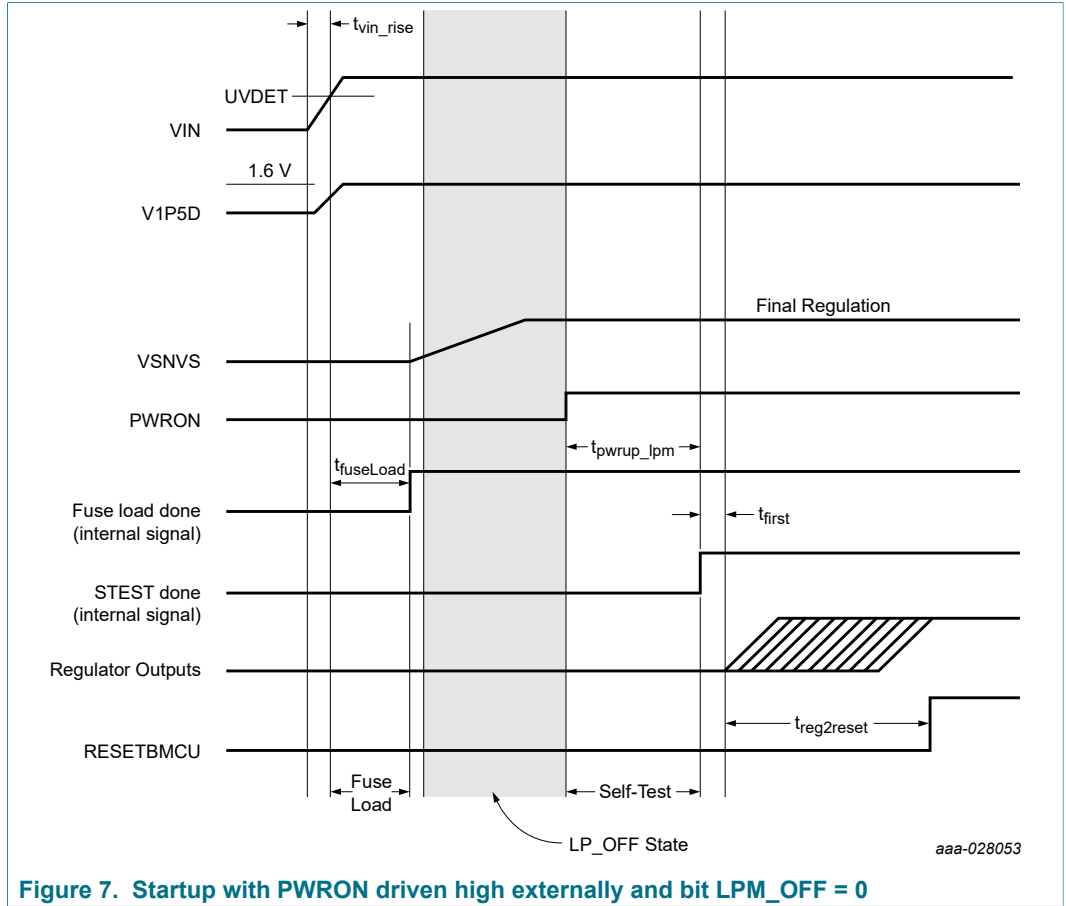 tvin_rise
UVDET
VIN
1.6 V
V1P5D
Final Regulation
VSNVS
PWRON
tpwrup_lpm
tfuseLoad
Fuse load done
(internal signal)
tfirst
STEST done
(internal signal)
Regulator Outputs
treg2reset
RESETBMCU
Fuse
Load
Self-Test
LP_OFF State
aaa-028053
Figure 7. Startup with PWRON driven high externally and bit LPM_OFF = 0